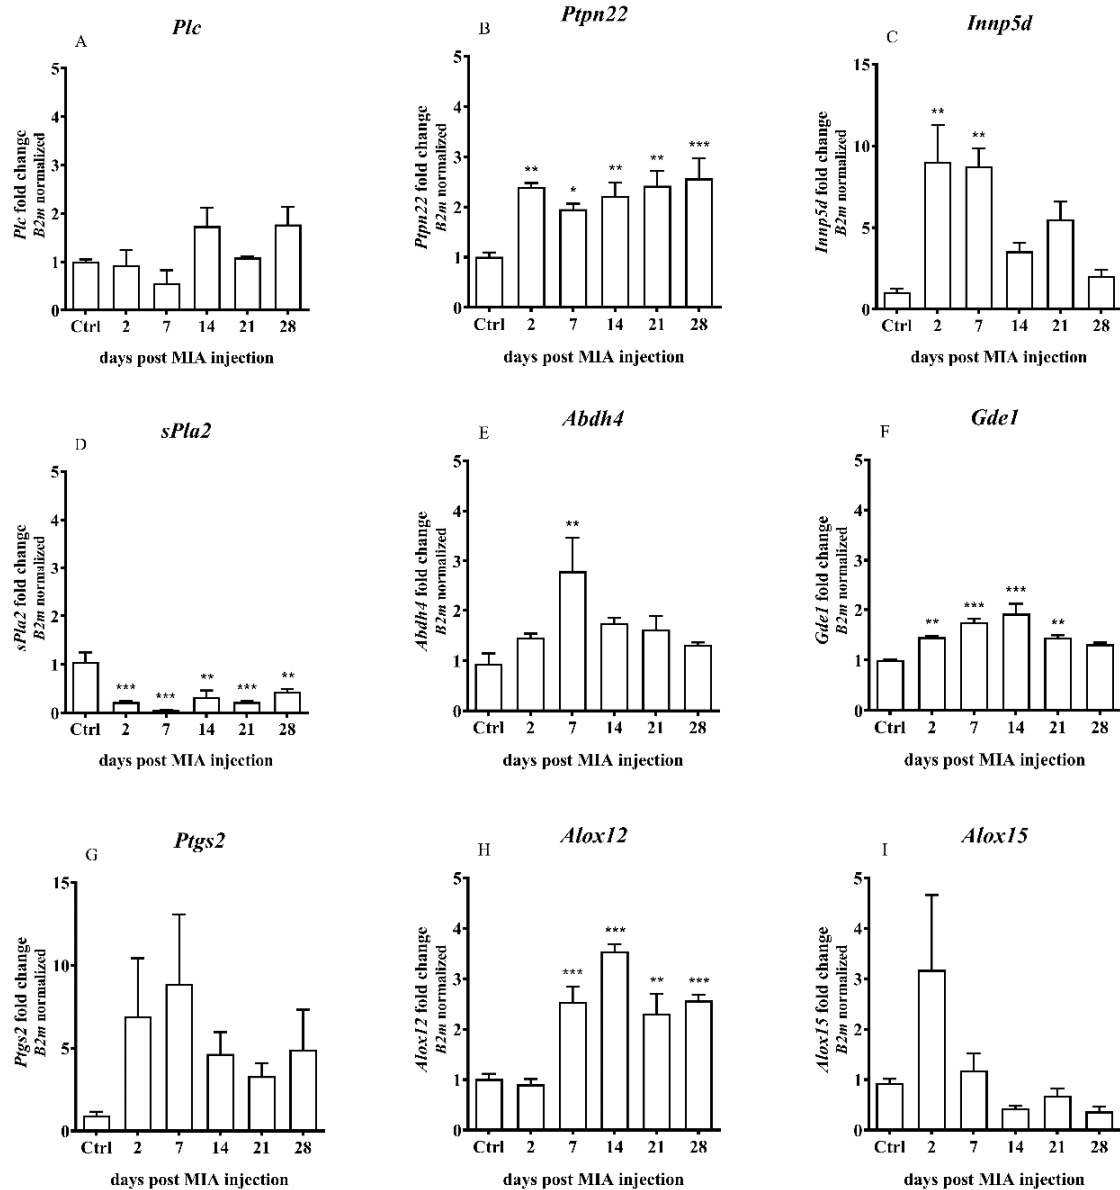 A
Plc
5
4
3
2
1
0
Plc fold change
B2m normalized
Ctrl 2 7 14 21 28
days post MIA injection
B
Ptpn22
5
4
3
2
1
0
Ptpn22 fold change
B2m normalized
** * ** ** ***
Ctrl 2 7 14 21 28
days post MIA injection
C
Innp5d
15
10
5
0
Innp5d fold change
B2m normalized
** **
Ctrl 2 7 14 21 28
days post MIA injection
D
sPla2
5
4
3
2
1
0
sPla2 fold change
B2m normalized
*** *** ** *** **
Ctrl 2 7 14 21 28
days post MIA injection
E
Abdh4
5
4
3
2
1
0
Abdh4 fold change
B2m normalized
**
Ctrl 2 7 14 21 28
days post MIA injection
F
Gde1
5
4
3
2
1
0
Gde1 fold change
B2m normalized
** *** *** **
Ctrl 2 7 14 21 28
days post MIA injection
G
Ptgs2
15
10
5
0
Ptgs2 fold change
B2m normalized
Ctrl 2 7 14 21 28
days post MIA injection
H
Alox12
5
4
3
2
1
0
Alox12 fold change
B2m normalized
*** *** ** ***
Ctrl 2 7 14 21 28
days post MIA injection
I
Alox15
5
4
3
2
1
0
Alox15 fold change
B2m normalized
Ctrl 2 7 14 21 28
days post MIA injection